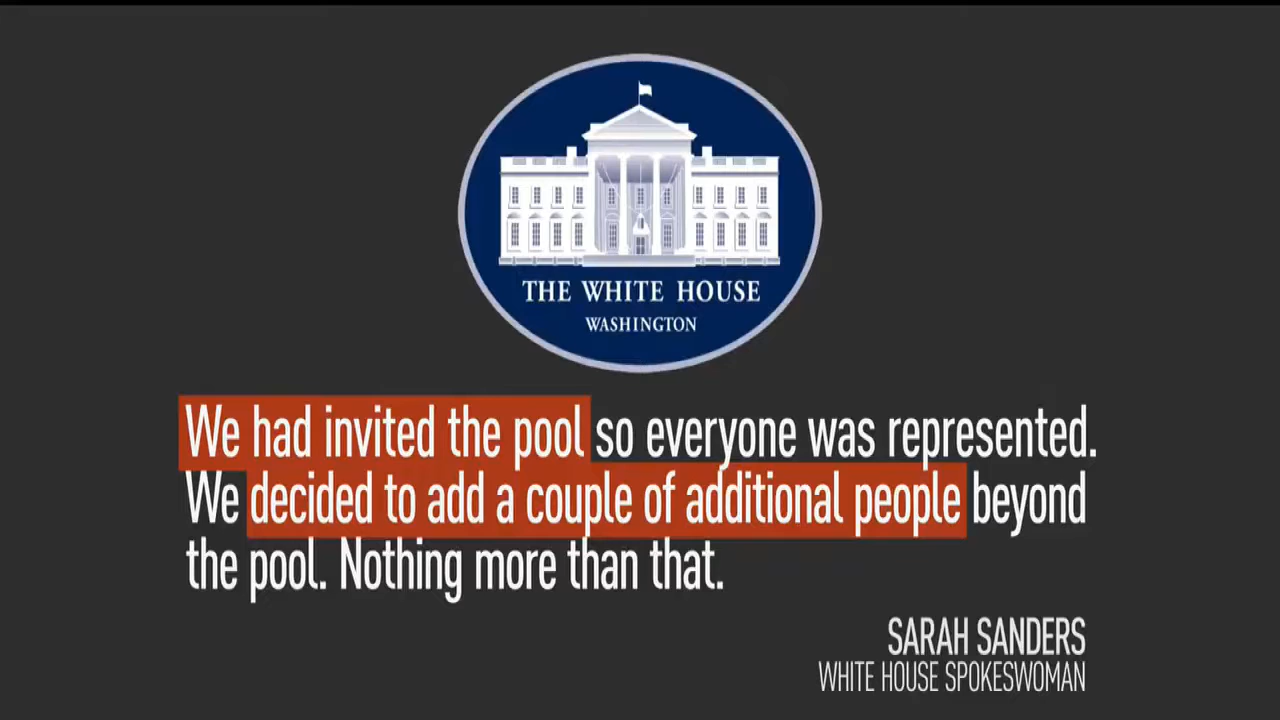 THE WHITE HOUSE
WASHINGTON
We had invited the pool so everyone was represented.
We decided to add a couple of additional people beyond
the pool. Nothing more than that.
SARAH SANDERS
WHITE HOUSE SPOKESWOMAN